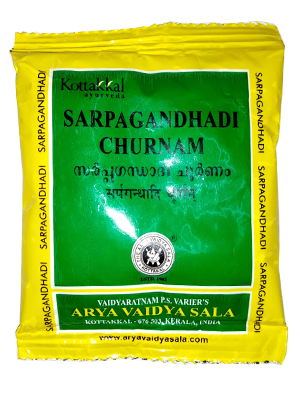 Kottakkal
ayurveda
SARPAGANDHADI
CHURNAM
സർപ്പഗന്ധാദി ചൂർണം
सर्पगन्धादि चूर्णम्
SARPAGANDHADI
SARPAGANDHADI
SARPAGANDHADI
SARPAGANDHADI
VAIDYARATNAM P.S. VARIER'S
ARYA VAIDYA SALA
KOTTAKKAL - 676 503, KERALA, INDIA
www.aryavaidyasala.com